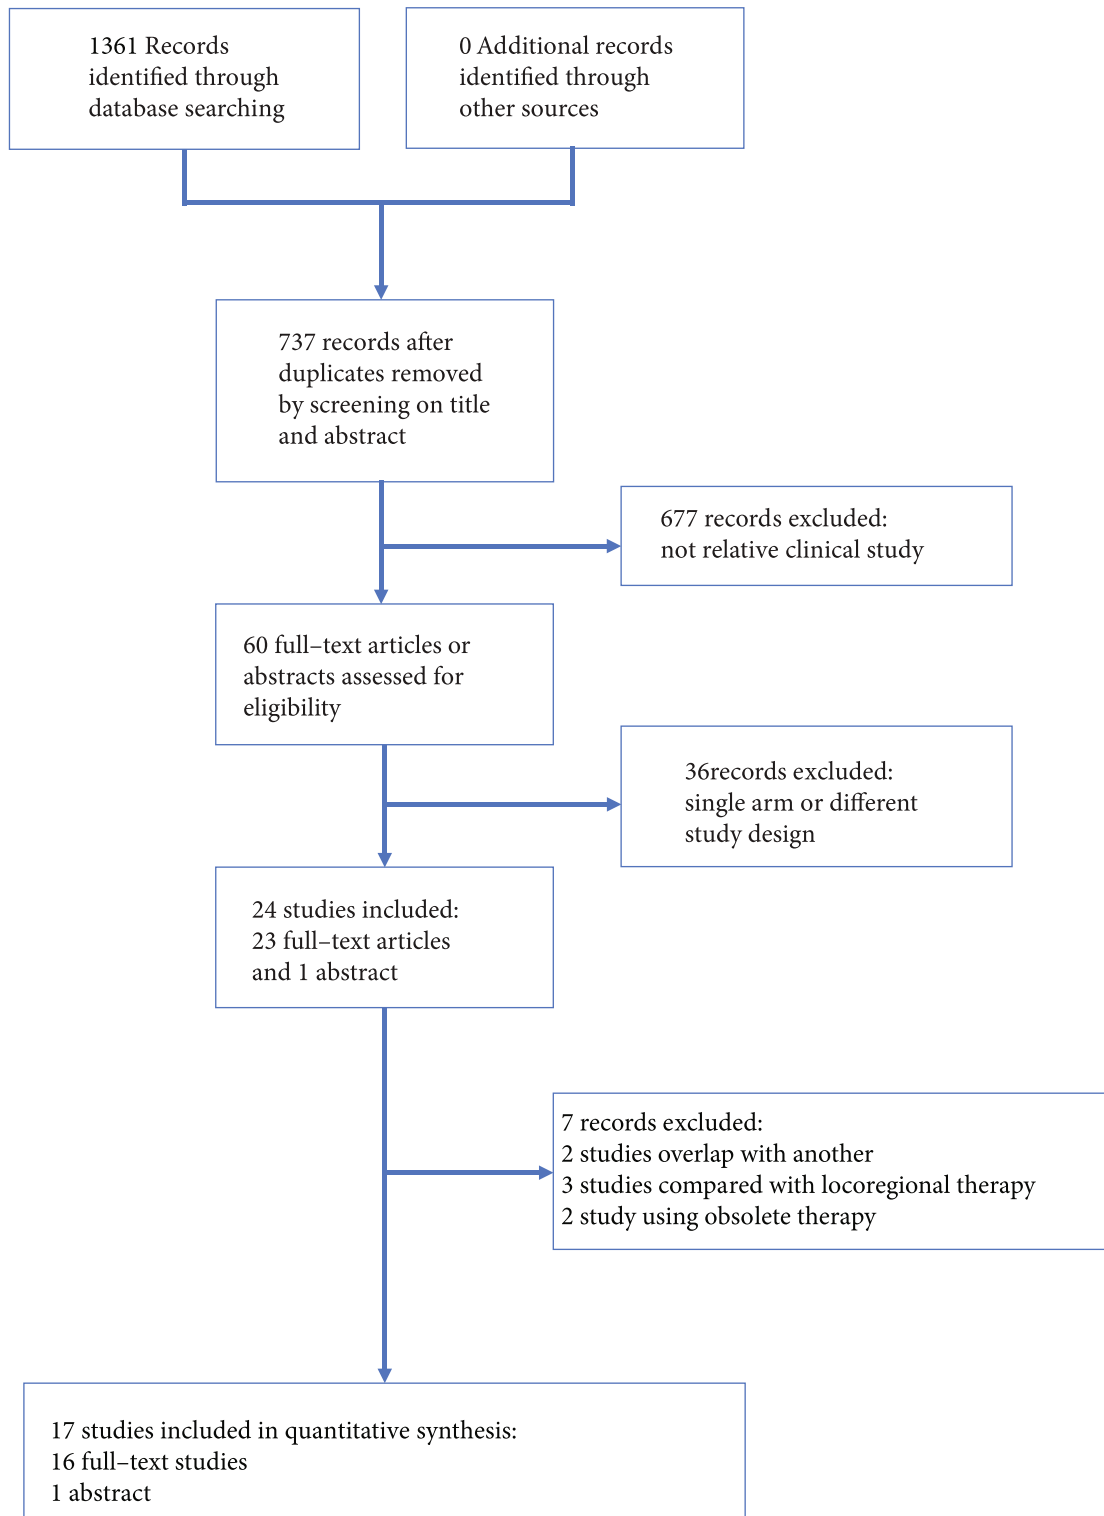 1361 Records
identified through
database searching
0 Additional records
identified through
other sources
737 records after
duplicates removed
by screening on title
and abstract
677 records excluded:
not relative clinical study
60 full–text articles or
abstracts assessed for
eligibility
36records excluded:
single arm or different
study design
24 studies included:
23 full–text articles
and 1 abstract
7 records excluded:
2 studies overlap with another
3 studies compared with locoregional therapy
2 study using obsolete therapy
17 studies included in quantitative synthesis:
16 full–text studies
1 abstract